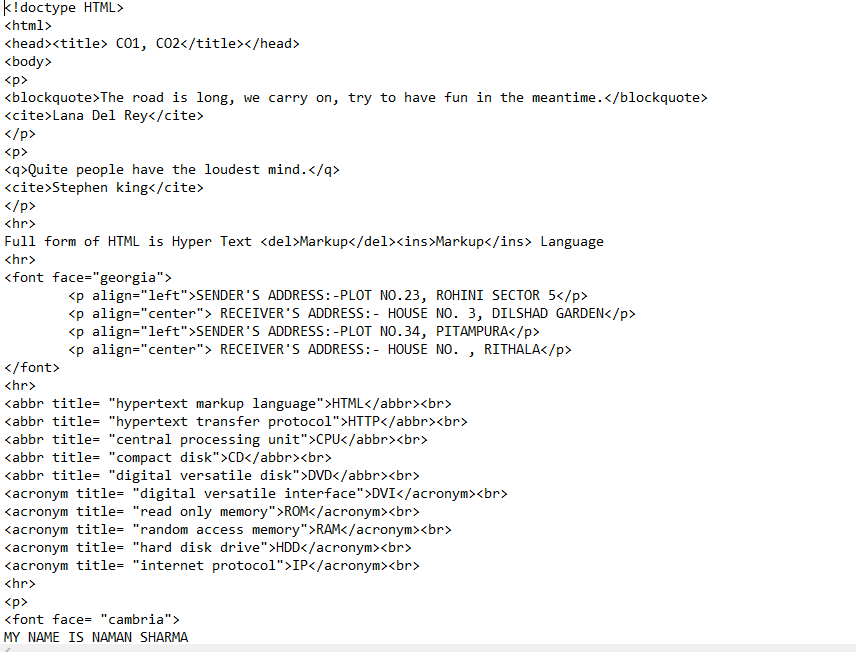 <!doctype HTML>
<html>
<head><title> CO1, CO2</title></head>
<body>
<p>
<blockquote>The road is long, we carry on, try to have fun in the meantime.</blockquote>
<cite>Lana Del Rey</cite>
</p>
<p>
<q>Quite people have the loudest mind.</q>
<cite>Stephen king</cite>
</p>
<hr>
Full form of HTML is Hyper Text <del>Markup</del><ins>Markup</ins> Language
<hr>
<font face="georgia">
        <p align="left">SENDER'S ADDRESS:-PLOT NO.23, ROHINI SECTOR 5</p>
        <p align="center"> RECEIVER'S ADDRESS:- HOUSE NO. 3, DILSHAD GARDEN</p>
        <p align="left">SENDER'S ADDRESS:-PLOT NO.34, PITAMPURA</p>
        <p align="center"> RECEIVER'S ADDRESS:- HOUSE NO. , RITHALA</p>
</font>
<hr>
<abbr title= "hypertext markup language">HTML</abbr><br>
<abbr title= "hypertext transfer protocol">HTTP</abbr><br>
<abbr title= "central processing unit">CPU</abbr><br>
<abbr title= "compact disk">CD</abbr><br>
<abbr title= "digital versatile disk">DVD</abbr><br>
<acronym title= "digital versatile interface">DVI</acronym><br>
<acronym title= "read only memory">ROM</acronym><br>
<acronym title= "random access memory">RAM</acronym><br>
<acronym title= "hard disk drive">HDD</acronym><br>
<acronym title= "internet protocol">IP</acronym><br>
<hr>
<p>
<font face= "cambria">
MY NAME IS NAMAN SHARMA